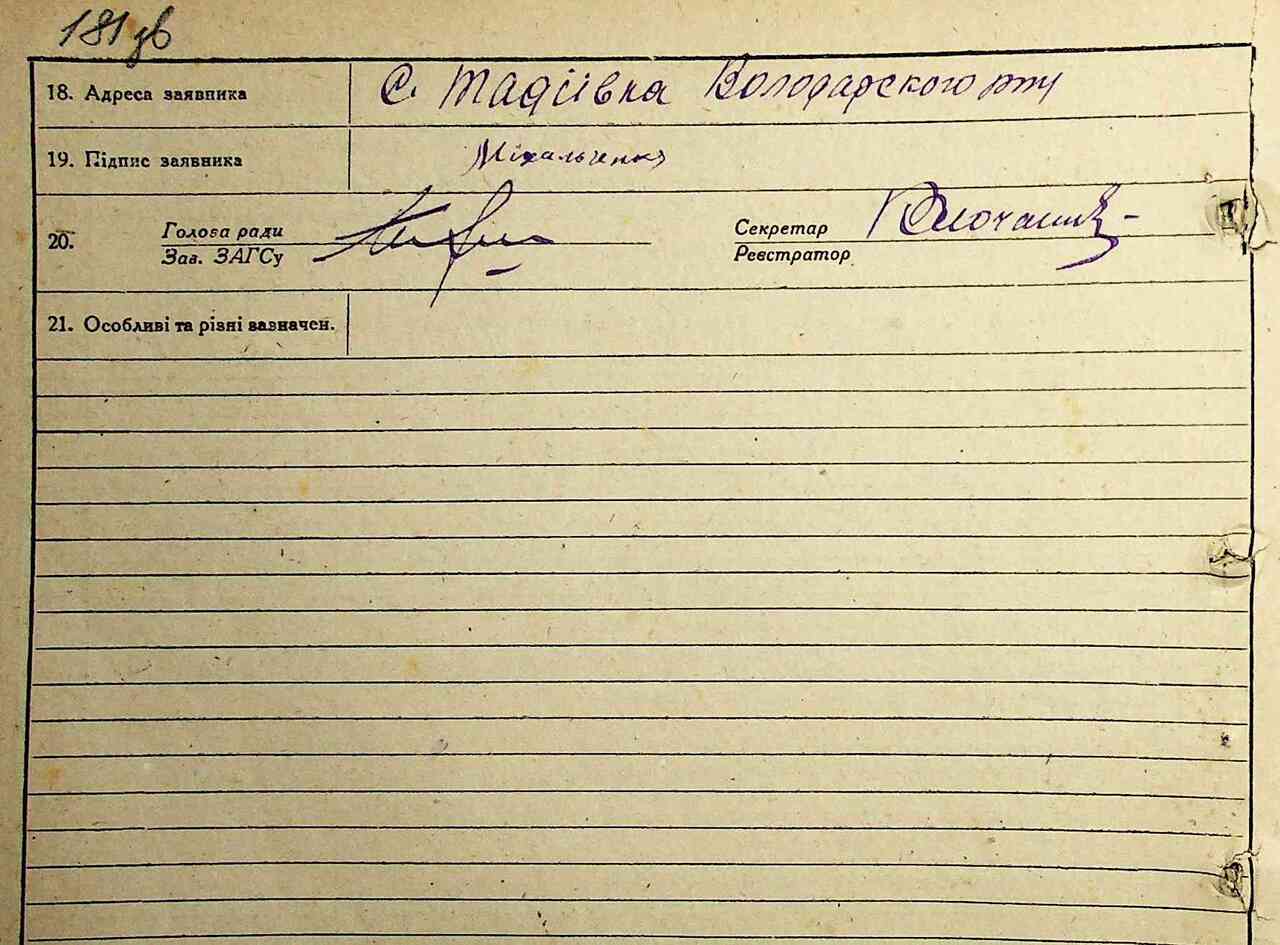 181 зв
18. Адреса заявника С. Тадіївка Володарского р-ну
19. Підпис заявника Міхальченко
20. Голова ради Секретар
Зав. ЗАГСу Реєстратор
21. Особливі та різні зазначен.